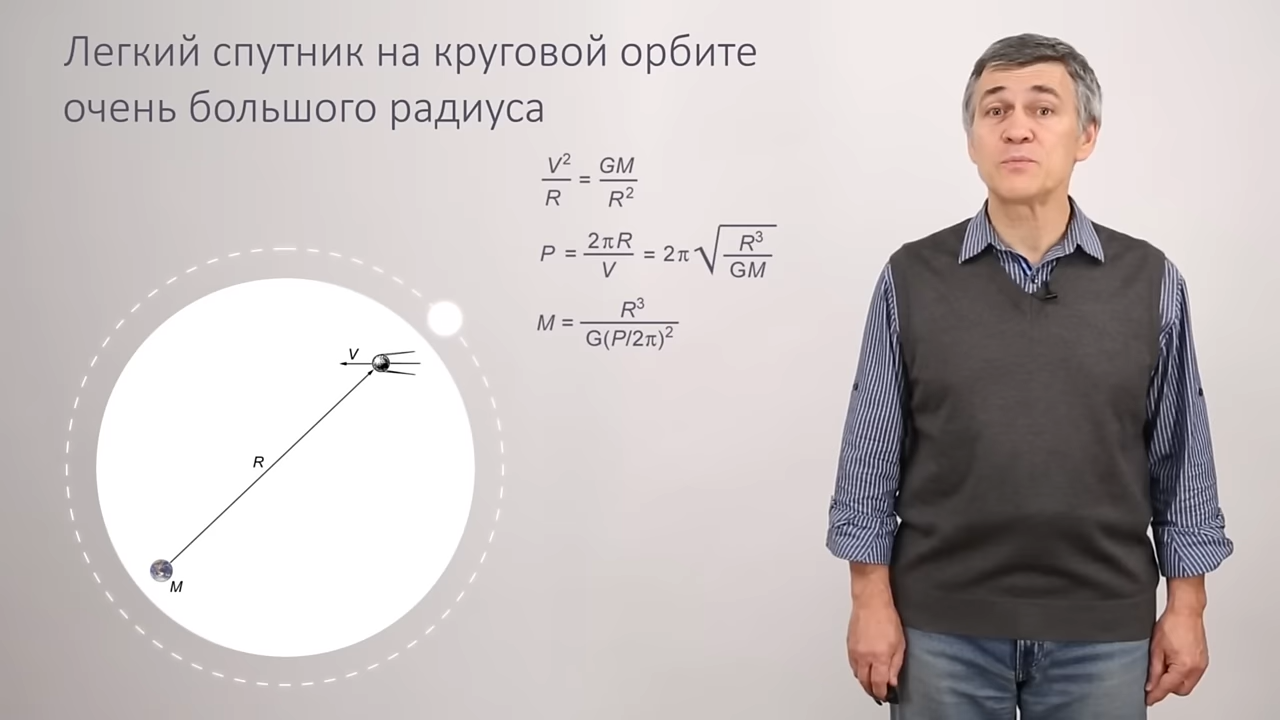 Легкий спутник на круговой орбите
очень большого радиуса
V²/R = GM/R²
P = 2πR/V = 2π√(R³/GM)
M = R³/G(P/2π)²
V
R
M